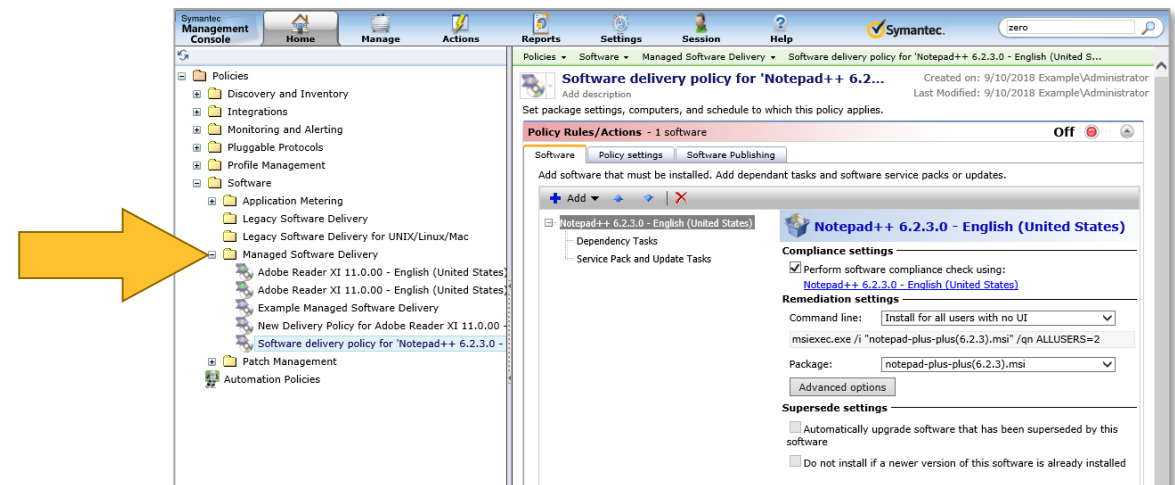 Symantec
Management
Console
Home
Manage
Actions
Reports
Settings
Session
Help
Symantec.
zero
Policies
Discovery and Inventory
Integrations
Monitoring and Alerting
Pluggable Protocols
Profile Management
Software
Application Metering
Legacy Software Delivery
Legacy Software Delivery for UNIX/Linux/Mac
Managed Software Delivery
Adobe Reader XI 11.0.00 - English (United States)
Adobe Reader XI 11.0.00 - English (United States)
Example Managed Software Delivery
New Delivery Policy for Adobe Reader XI 11.0.00 -
Software delivery policy for 'Notepad++ 6.2.3.0 -
Patch Management
Automation Policies
Policies Software Managed Software Delivery Software delivery policy for 'Notepad++ 6.2.3.0 - English (United S...
Software delivery policy for 'Notepad++ 6.2...
Add description
Created on: 9/10/2018 Example\Administrator
Last Modified: 9/10/2018 Example\Administrator
Set package settings, computers, and schedule to which this policy applies.
Policy Rules/Actions - 1 software
Off
Software
Policy settings
Software Publishing
Add software that must be installed. Add dependant tasks and software service packs or updates.
Add
Notepad++ 6.2.3.0 - English (United States)
Dependency Tasks
Service Pack and Update Tasks
Notepad++ 6.2.3.0 - English (United States)
Compliance settings
Perform software compliance check using:
Notepad++ 6.2.3.0 - English (United States)
Remediation settings
Command line: Install for all users with no UI
msiexec.exe /i "notepad-plus-plus(6.2.3).msi" /qn ALLUSERS=2
Package: notepad-plus-plus(6.2.3).msi
Advanced options
Supersede settings
Automatically upgrade software that has been superseded by this
software
Do not install if a newer version of this software is already installed